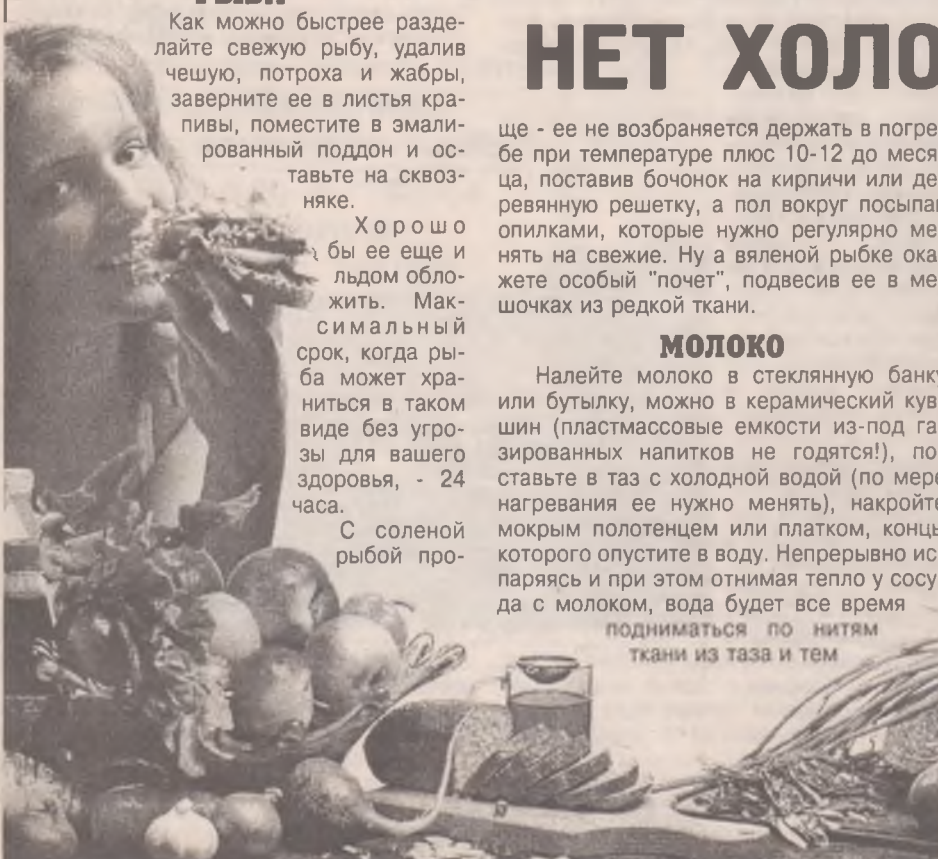 РЫБА
Как можно быстрее разде-
лайте свежую рыбу, удалив
чешую, потроха и жабры,
заверните ее в листья кра-
пивы, поместите в эмали-
рованный поддон и ос-
тавьте на сквоз-
няке.
Хорошо
бы ее еще и
льдом обло-
жить. Мак-
симальный
срок, когда ры-
ба может хра-
ниться в таком
виде без угро-
зы для вашего
здоровья, - 24
часа.
С соленой
рыбой про-
НЕТ ХОЛО
ще - ее не возбраняется держать в погре
бе при температуре плюс 10-12 до меся
ца, поставив бочонок на кирпичи или де
ревянную решетку, а пол вокруг посыпа
опилками, которые нужно регулярно ме
нять на свежие. Ну а вяленой рыбке ока
жете особый "почет", подвесив ее в ме
шочках из редкой ткани.
МОЛОКО
Налейте молоко в стеклянную банку
или бутылку, можно в керамический кув
шин (пластмассовые емкости из-под га
зированных напитков не годятся!), по
ставьте в таз с холодной водой (по мере
нагревания ее нужно менять), накройте
мокрым полотенцем или платком, концы
которого опустите в воду. Непрерывно ис
паряясь и при этом отнимая тепло у сосу
да с молоком, вода будет все время
подниматься по нитям
ткани из таза и тем